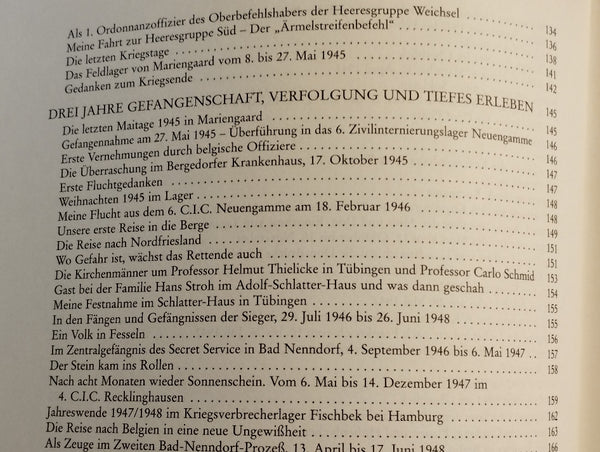 Als 1. Ordonnanzoffizier des Oberbefehlshabers der Heeresgruppe Weichsel 134
Meine Fahrt zur Heeresgruppe Süd – Der „Ärmelstreifenbefehl“ 136
Die letzten Kriegstage 138
Das Feldlager von Mariengaard vom 8. bis 27. Mai 1945 141
Gedanken zum Kriegsende 142
DREI JAHRE GEFANGENSCHAFT, VERFOLGUNG UND TIEFES ERLEBEN 145
Die letzten Maitage 1945 in Mariengaard 145
Gefangennahme am 27. Mai 1945 – Überführung in das 6. Zivilinternierungslager Neuengamme 146
Erste Vernehmungen durch belgische Offiziere 146
Die Überraschung im Bergedorfer Krankenhaus, 17. Oktober 1945 147
Erste Fluchtgedanken 147
Weihnachten 1945 im Lager 148
Meine Flucht aus dem 6. C.I.C. Neuengamme am 18. Februar 1946 148
Unsere erste Reise in die Berge 149
Die Reise nach Nordfriesland 151
Wo Gefahr ist, wächst das Rettende auch 151
Die Kirchenmänner um Professor Helmut Thielicke in Tübingen und Professor Carlo Schmid 153
Gast bei der Familie Hans Stroh im Adolf-Schlatter-Haus und was dann geschah 154
Meine Festnahme im Schlatter-Haus in Tübingen 155
In den Fängen und Gefängnissen der Sieger, 29. Juli 1946 bis 26. Juni 1948 155
Ein Volk in Fesseln 156
Im Zentralgefängnis des Secret Service in Bad Nenndorf, 4. September 1946 bis 6. Mai 1947 157
Der Stein kam ins Rollen 158
Nach acht Monaten wieder Sonnenschein. Vom 6. Mai bis 14. Dezember 1947 im
4. C.I.C. Recklinghausen 159
Jahreswende 1947/1948 im Kriegsverbrecherlager Fischbek bei Hamburg 162
Die Reise nach Belgien in eine neue Ungewißheit 163
Als Zeuge im Zweiten Bad-Nenndorf-Prozeß, 13. April bis 17. Juni 1948 166